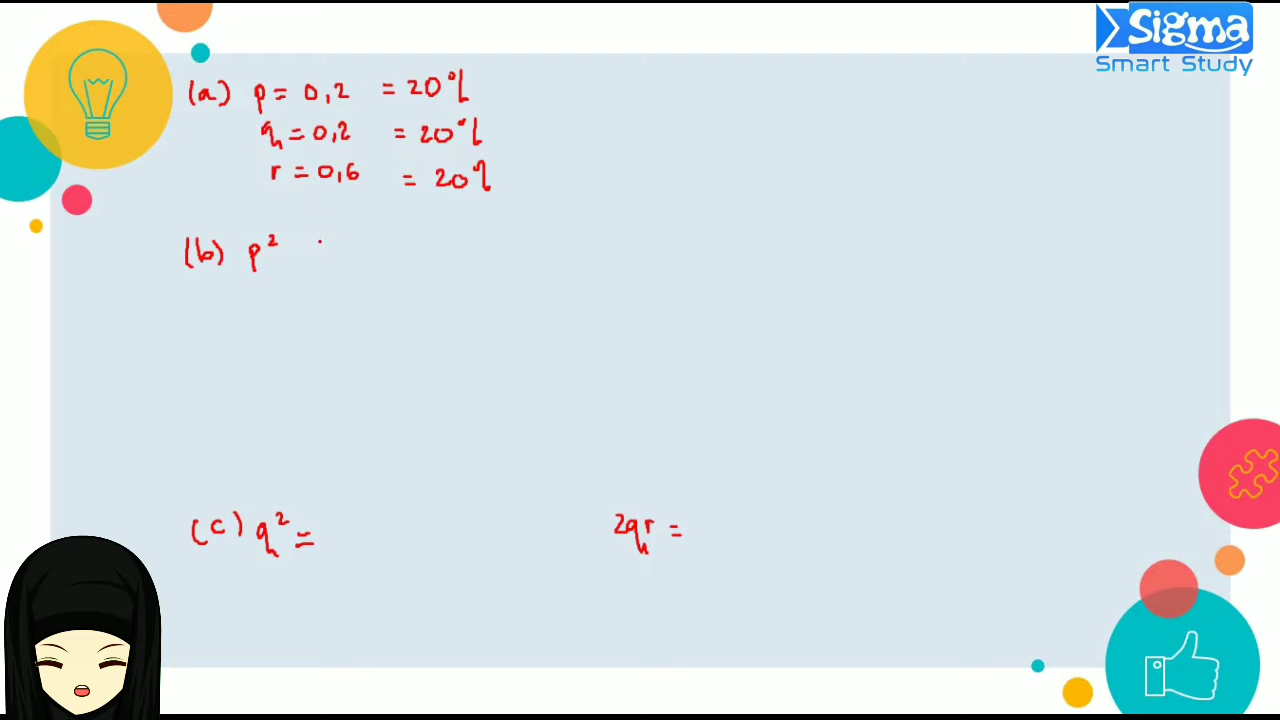 Sigma
Smart Study
(a) p = 0,2 = 20%
q = 0,2 = 20%
r = 0,6 = 20%
(b) p²
(c) q² =
2qr =